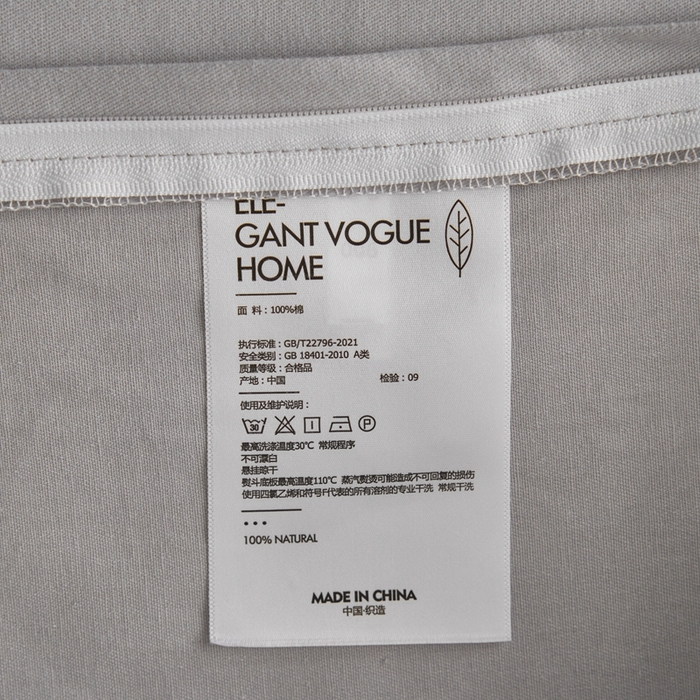 ELE-
GANT VOGUE
HOME
面 料：100%棉
执行标准：GB/T22796-2021
安全类别：GB 18401-2010 A类
质量等级：合格品
产地：中国 检验：09
使用及维护说明：
30 P
最高洗涤温度30℃ 常规程序
不可漂白
悬挂晾干
熨斗底板最高温度110℃ 蒸汽熨烫可能造成不可回复的损伤
使用四氯乙烯和符号F代表的所有溶剂的专业干洗 常规干洗
•••
100% NATURAL
MADE IN CHINA
中国·织造